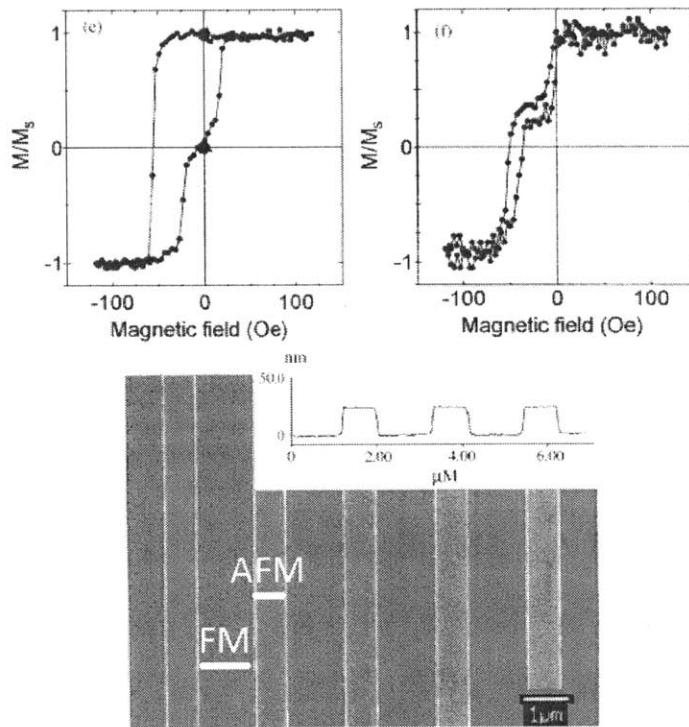 (e)
M/Ms
1
0
-1
-100 0 100
Magnetic field (Oe)
(f)
M/Ms
1
0
-1
-100 0 100
Magnetic field (Oe)
nm
50.0
0
0 2.00 4.00 6.00
μM
AFM
FM
1μm